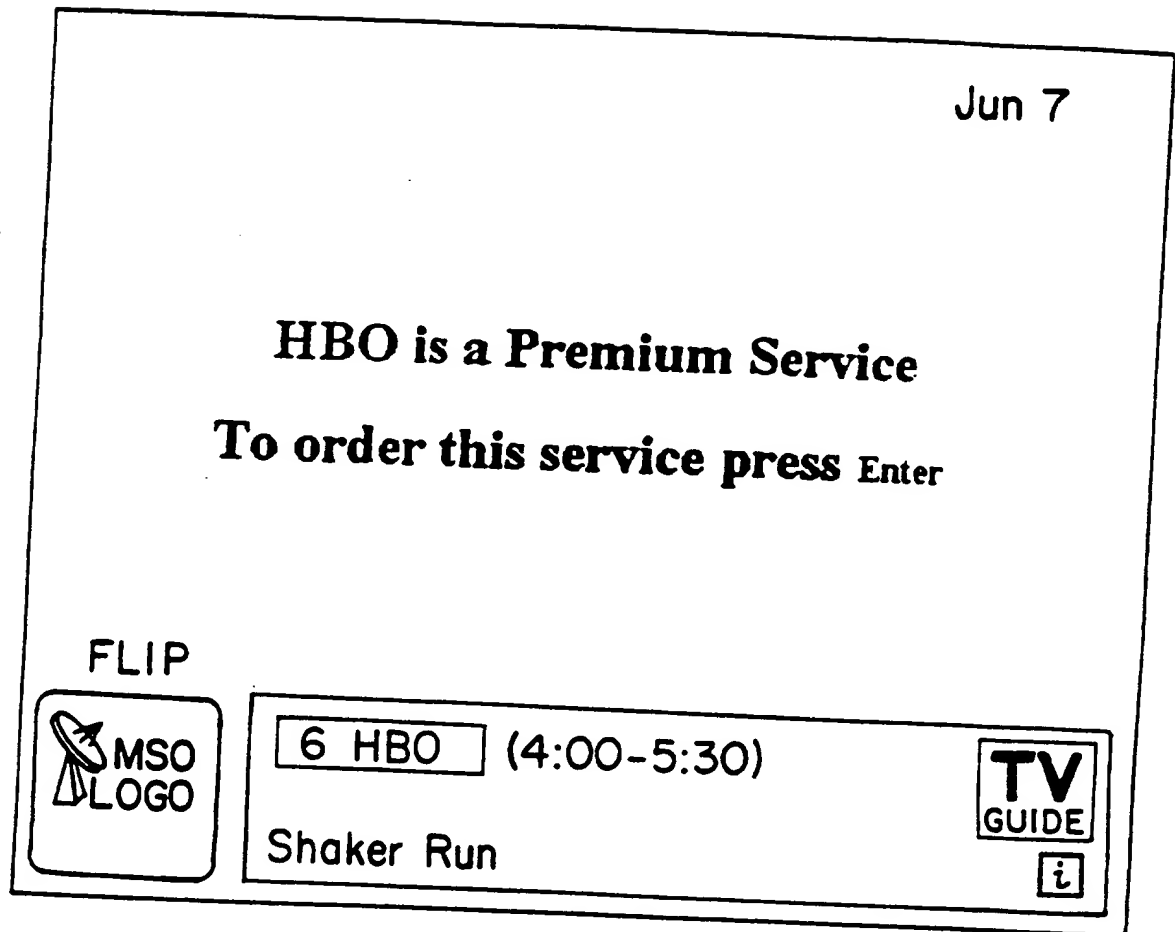 Jun 7
HBO is a Premium Service
To order this service press Enter
FLIP
MSO
LOGO
6 HBO (4:00-5:30)
Shaker Run
TV
GUIDE
i